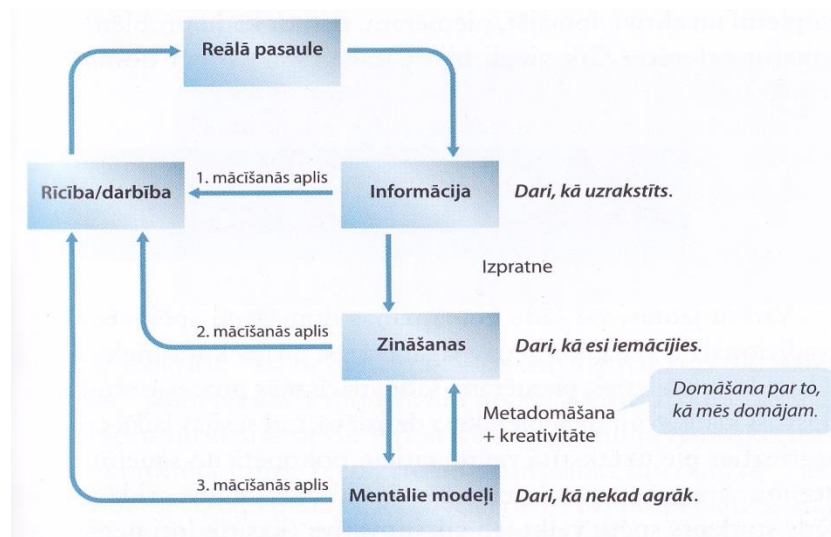 Reālā pasaule
Rīcība/darbība
1. mācīšanās aplis
Informācija
Dari, kā uzrakstīts.
Izpratne
2. mācīšanās aplis
Zināšanas
Dari, kā esi iemācījies.
Metadomāšana
+ kreativitāte
Domāšana par to,
kā mēs domājam.
3. mācīšanās aplis
Mentālie modeļi
Dari, kā nekad agrāk.